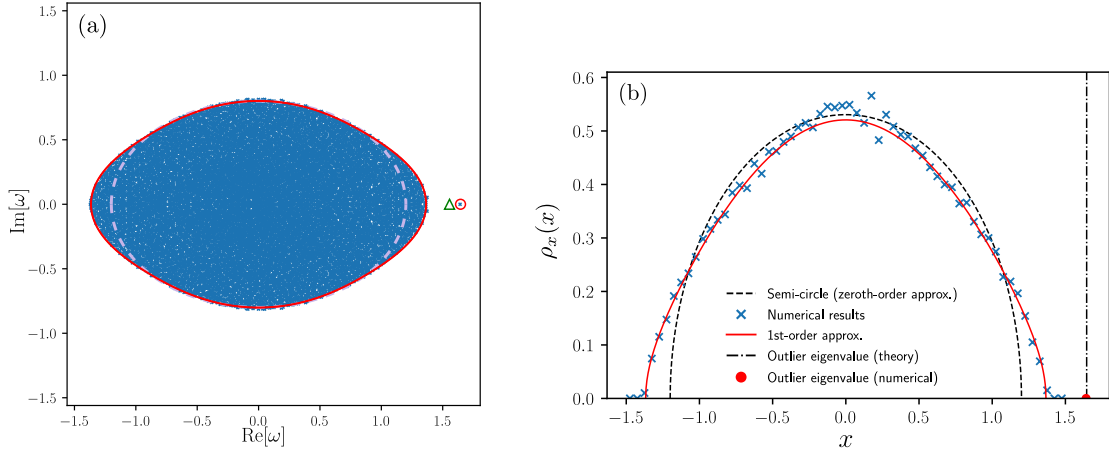 (a)
1.5
1.0
0.5
0.0
−0.5
−1.0
−1.5
Im[ω]
−1.5 −1.0 −0.5 0.0 0.5 1.0 1.5
Re[ω]
(b)
0.6
0.5
0.4
0.3
0.2
0.1
0.0
ρx(x)
Semi-circle (zeroth-order approx.)
Numerical results
1st-order approx.
Outlier eigenvalue (theory)
Outlier eigenvalue (numerical)
−1.5 −1.0 −0.5 0.0 0.5 1.0 1.5
x